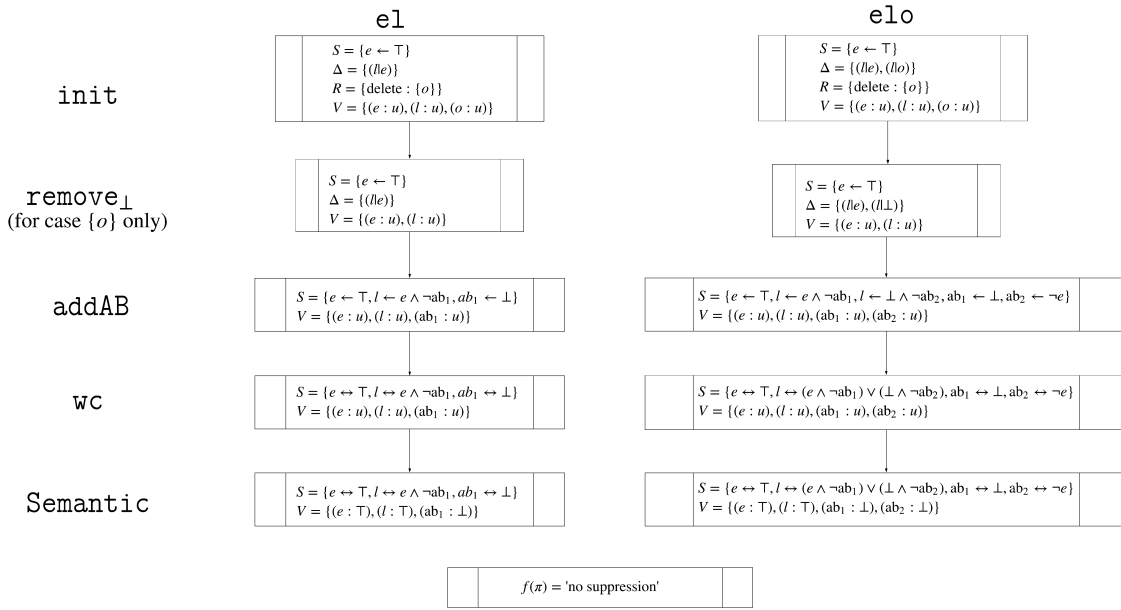 el
elo
init
S = {e ← ⊤}
Δ = {(l|e)}
R = {delete : {o}}
V = {(e : u), (l : u), (o : u)}
S = {e ← ⊤}
Δ = {(l|e), (l|o)}
R = {delete : {o}}
V = {(e : u), (l : u), (o : u)}
remove⊥
(for case {o} only)
S = {e ← ⊤}
Δ = {(l|e)}
V = {(e : u), (l : u)}
S = {e ← ⊤}
Δ = {(l|e), (l|⊥)}
V = {(e : u), (l : u)}
addAB
S = {e ← ⊤, l ← e ∧ ¬ab₁, ab₁ ← ⊥}
V = {(e : u), (l : u), (ab₁ : u)}
S = {e ← ⊤, l ← e ∧ ¬ab₁, l ← ⊥ ∧ ¬ab₂, ab₁ ← ⊥, ab₂ ← ¬e}
V = {(e : u), (l : u), (ab₁ : u), (ab₂ : u)}
wc
S = {e ↔ ⊤, l ↔ e ∧ ¬ab₁, ab₁ ↔ ⊥}
V = {(e : u), (l : u), (ab₁ : u)}
S = {e ↔ ⊤, l ↔ (e ∧ ¬ab₁) ∨ (⊥ ∧ ¬ab₂), ab₁ ↔ ⊥, ab₂ ↔ ¬e}
V = {(e : u), (l : u), (ab₁ : u), (ab₂ : u)}
Semantic
S = {e ↔ ⊤, l ↔ e ∧ ¬ab₁, ab₁ ↔ ⊥}
V = {(e : ⊤), (l : ⊤), (ab₁ : ⊥)}
S = {e ↔ ⊤, l ↔ (e ∧ ¬ab₁) ∨ (⊥ ∧ ¬ab₂), ab₁ ↔ ⊥, ab₂ ↔ ¬e}
V = {(e : ⊤), (l : ⊤), (ab₁ : ⊥), (ab₂ : ⊥)}
f(π) = 'no suppression'